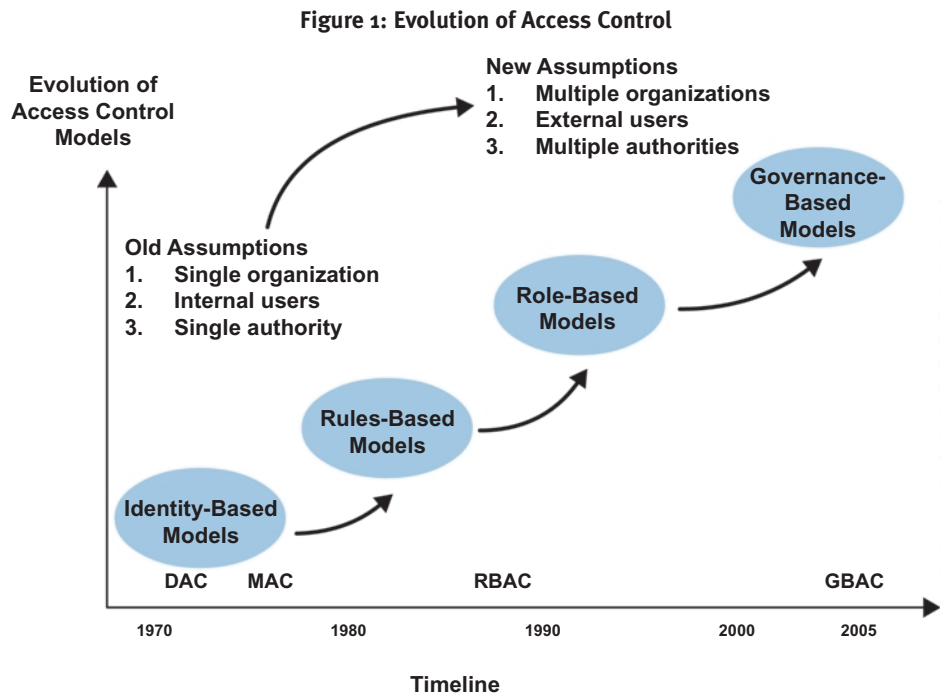 Figure 1: Evolution of Access Control
Evolution of
Access Control
Models
New Assumptions
1. Multiple organizations
2. External users
3. Multiple authorities
Governance-
Based
Models
Old Assumptions
1. Single organization
2. Internal users
3. Single authority
Role-Based
Models
Rules-Based
Models
Identity-Based
Models
DAC MAC RBAC GBAC
1970 1980 1990 2000 2005
Timeline